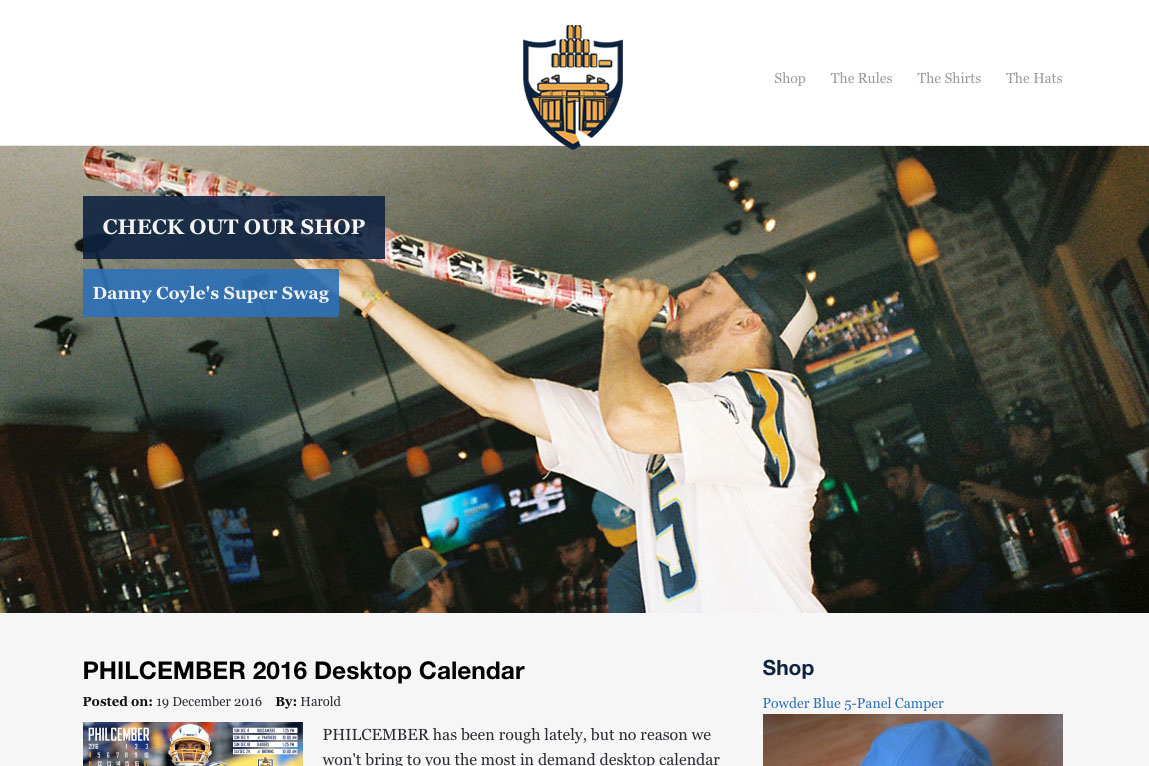 Shop
The Rules
The Shirts
The Hats
CHECK OUT OUR SHOP
Danny Coyle's Super Swag
5
PHILCEMBER 2016 Desktop Calendar
Posted on: 19 December 2016 By: Harold
PHILCEMBER
2016
PHILCEMBER has been rough lately, but no reason we
won't bring to you the most in demand desktop calendar
Shop
Powder Blue 5-Panel Camper